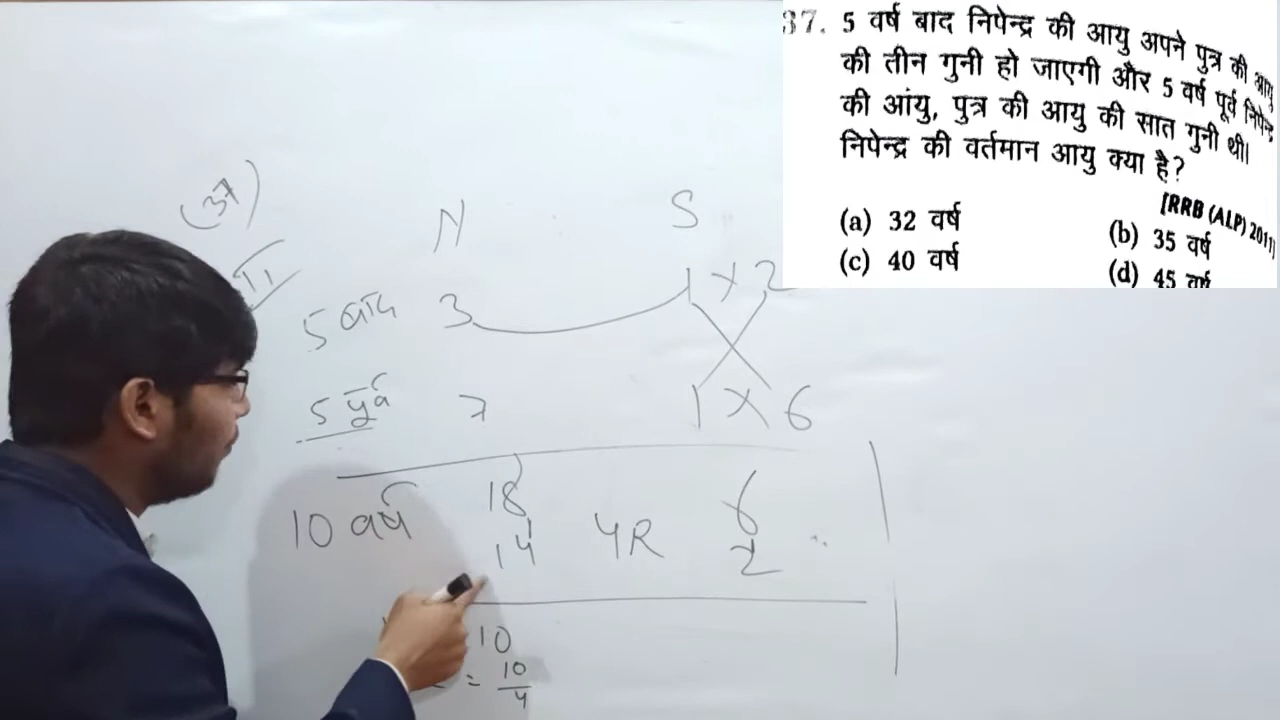 37. 5 वर्ष बाद निपेन्द्र की आयु अपने पुत्र की आयु
की तीन गुनी हो जाएगी और 5 वर्ष पूर्व निपेन्द्र
की आंयु, पुत्र की आयु की सात गुनी थी।
निपेन्द्र की वर्तमान आयु क्या है?
[RRB (ALP) 2011]
(a) 32 वर्ष (b) 35 वर्ष
(c) 40 वर्ष (d) 45 वर्ष
N S
5 बाद 3 1 × 2
5 पूर्व 7 1 × 6
10 वर्ष 18 6
14 4R 2
10
= 10/4